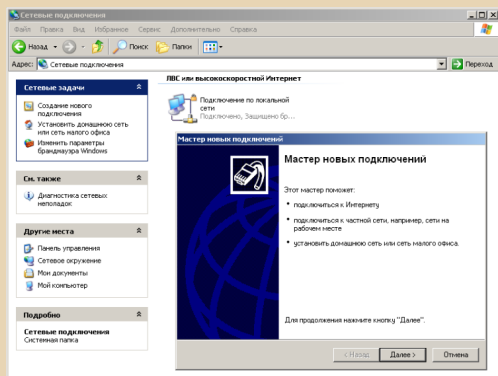 Сетевые подключения
Файл Правка Вид Избранное Сервис Дополнительно Справка
Назад Поиск Папки
Адрес: Сетевые подключения Переход
Сетевые задачи
Создание нового
подключения
Установить домашнюю сеть
или сеть малого офиса
Изменить параметры
брандмауэра Windows
См. также
Диагностика сетевых
неполадок
Другие места
Панель управления
Сетевое окружение
Мои документы
Мой компьютер
Подробно
Сетевые подключения
Системная папка
ЛВС или высокоскоростной Интернет
Подключение по локальной
сети
Подключено, Защищено бр...
Мастер новых подключений
Мастер новых подключений
Этот мастер поможет:
• подключиться к Интернету
• подключиться к частной сети, например, сети на
рабочем месте
• установить домашнюю сеть или сеть малого офиса.
Для продолжения нажмите кнопку "Далее".
< Назад Далее > Отмена